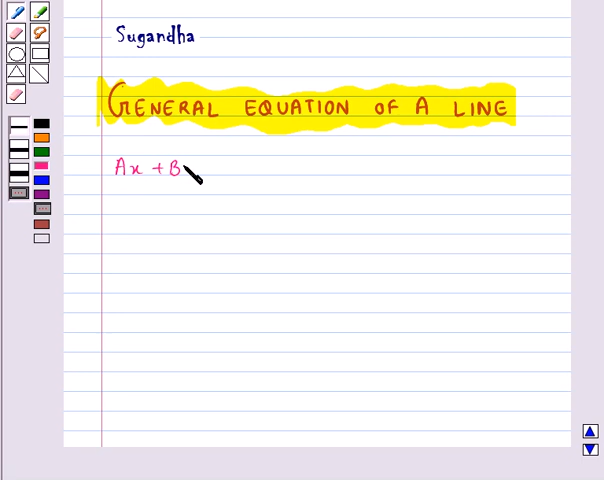 Sugandha
GENERAL EQUATION OF A LINE
Ax + B